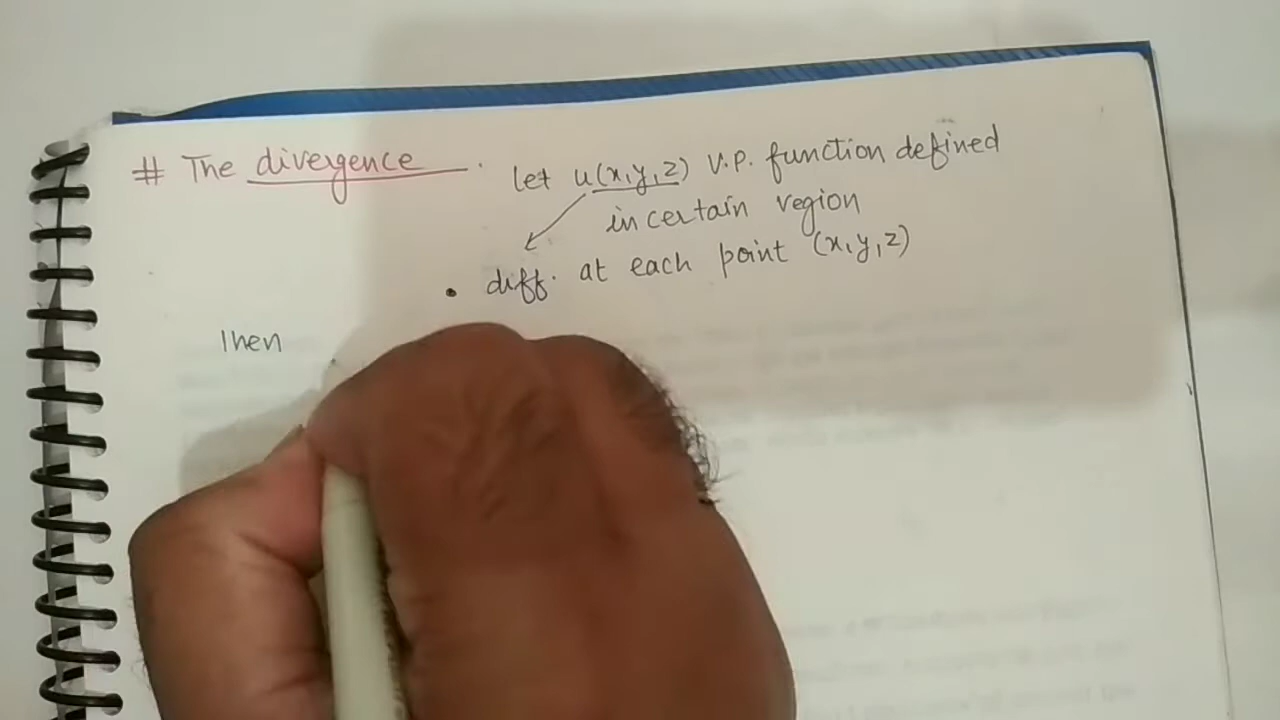 # The divergence . let u(x,y,z) V.P. function defined
in certain region
• diff. at each point (x,y,z)
Then